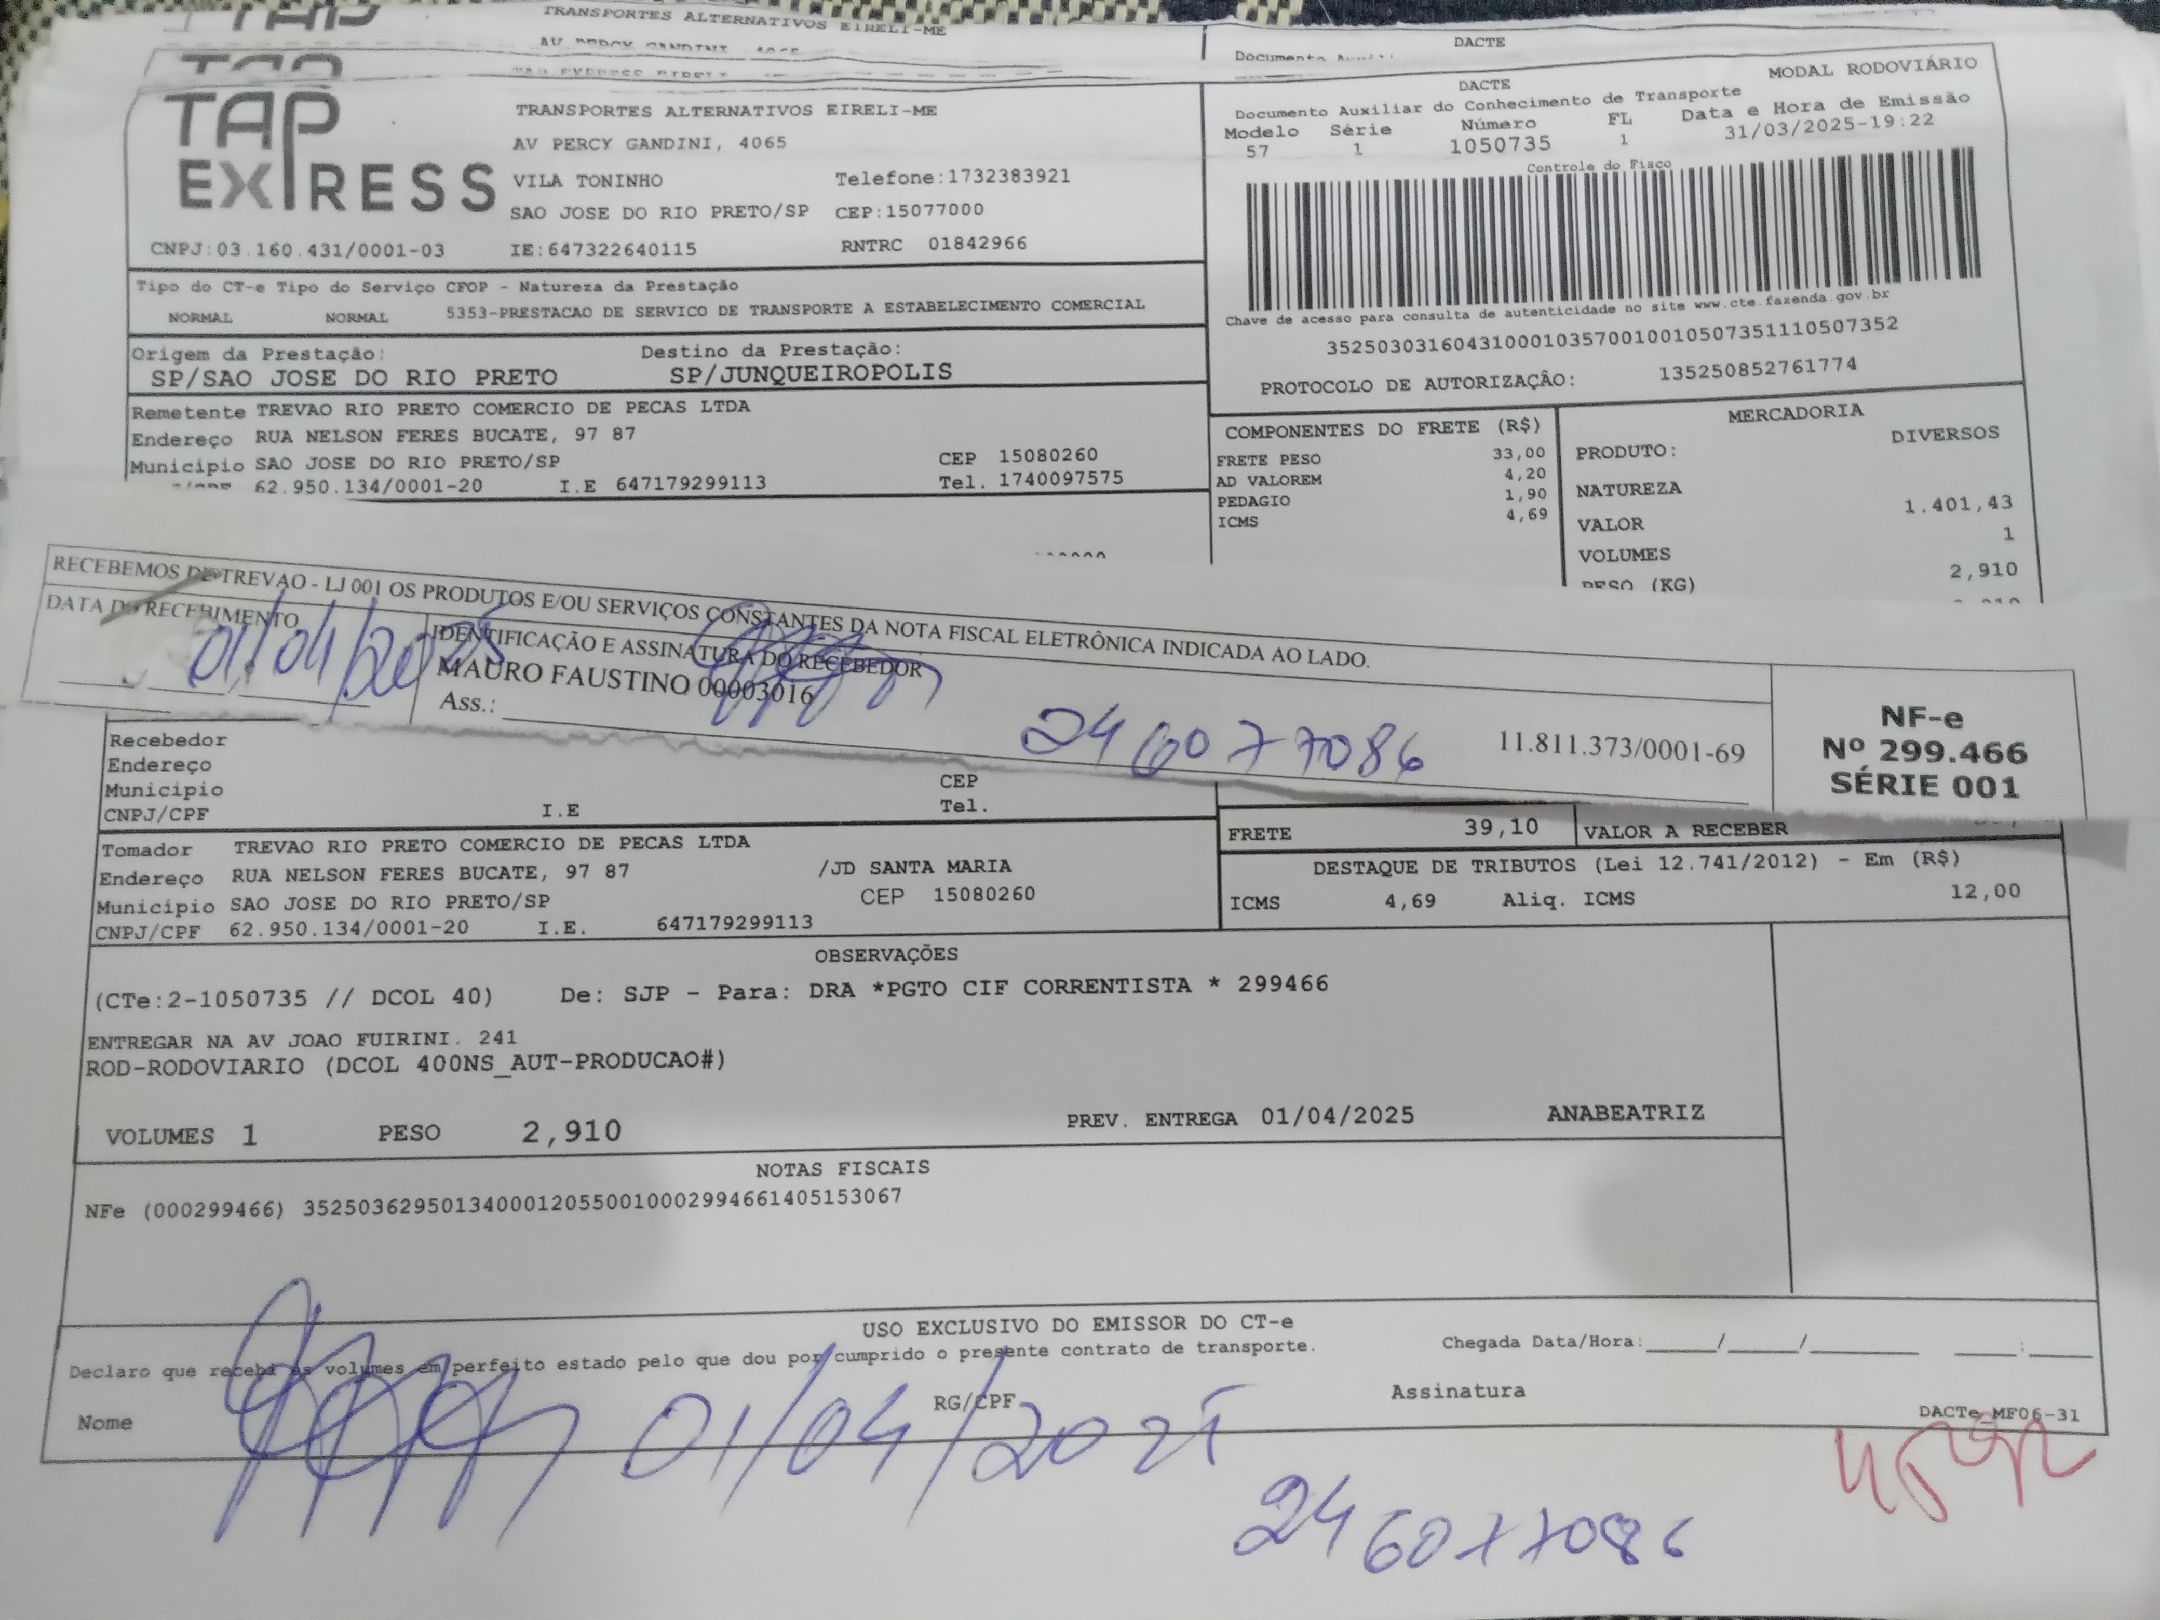 TRANSPORTES ALTERNATIVOS EIRELI-ME
DACTE
TAP EXPRESS
TRANSPORTES ALTERNATIVOS EIRELI-ME
AV PERCY GANDINI, 4065
VILA TONINHO Telefone:1732383921
SAO JOSE DO RIO PRETO/SP CEP:15077000
CNPJ:03.160.431/0001-03 IE:647322640115 RNTRC 01842966
DACTE MODAL RODOVIÁRIO
Documento Auxiliar do Conhecimento de Transporte
Modelo Série Número FL Data e Hora de Emissão
57 1 1050735 1 31/03/2025-19:22
Controle do Fisco
Chave de acesso para consulta de autenticidade no site www.cte.fazenda.gov.br
35250303160431000103570010010507351110507352
PROTOCOLO DE AUTORIZAÇÃO: 135250852761774
Tipo do CT-e Tipo do Serviço CFOP - Natureza da Prestação
NORMAL NORMAL 5353-PRESTACAO DE SERVICO DE TRANSPORTE A ESTABELECIMENTO COMERCIAL
Origem da Prestação: Destino da Prestação:
SP/SAO JOSE DO RIO PRETO SP/JUNQUEIROPOLIS
Remetente TREVAO RIO PRETO COMERCIO DE PECAS LTDA
Endereço RUA NELSON FERES BUCATE, 97 87
Município SAO JOSE DO RIO PRETO/SP CEP 15080260
62.950.134/0001-20 I.E 647179299113 Tel. 1740097575
COMPONENTES DO FRETE (R$)
FRETE PESO 33,00
AD VALOREM 4,20
PEDAGIO 1,90
ICMS 4,69
MERCADORIA
PRODUTO: DIVERSOS
NATUREZA
VALOR 1.401,43
VOLUMES 1
PESO (KG) 2,910
RECEBEMOS DE TREVAO - LJ 001 OS PRODUTOS E/OU SERVIÇOS CONSTANTES DA NOTA FISCAL ELETRÔNICA INDICADA AO LADO.
DATA DO RECEBIMENTO IDENTIFICAÇÃO E ASSINATURA DO RECEBEDOR
01/04/2025 MAURO FAUSTINO 00003016
Ass.: 246077086 11.811.373/0001-69
NF-e
Nº 299.466
SÉRIE 001
Recebedor
Endereço
Município CEP
CNPJ/CPF I.E Tel.
FRETE 39,10 VALOR A RECEBER
Tomador TREVAO RIO PRETO COMERCIO DE PECAS LTDA
Endereço RUA NELSON FERES BUCATE, 97 87 /JD SANTA MARIA
Município SAO JOSE DO RIO PRETO/SP CEP 15080260
CNPJ/CPF 62.950.134/0001-20 I.E. 647179299113
DESTAQUE DE TRIBUTOS (Lei 12.741/2012) - Em (R$)
ICMS 4,69 Aliq. ICMS 12,00
OBSERVAÇÕES
(CTe:2-1050735 // DCOL 40) De: SJP - Para: DRA *PGTO CIF CORRENTISTA * 299466
ENTREGAR NA AV JOAO FUIRINI. 241
ROD-RODOVIARIO (DCOL 400NS_AUT-PRODUCAO#)
VOLUMES 1 PESO 2,910 PREV. ENTREGA 01/04/2025 ANABEATRIZ
NOTAS FISCAIS
NFe (000299466) 35250362950134000120550010002994661405153067
USO EXCLUSIVO DO EMISSOR DO CT-e
Declaro que recebi os volumes em perfeito estado pelo que dou por cumprido o presente contrato de transporte. Chegada Data/Hora:____/____/______ ____:____
Nome RG/CPF Assinatura
DACTe_MF06-31
01/04/2025
246077086